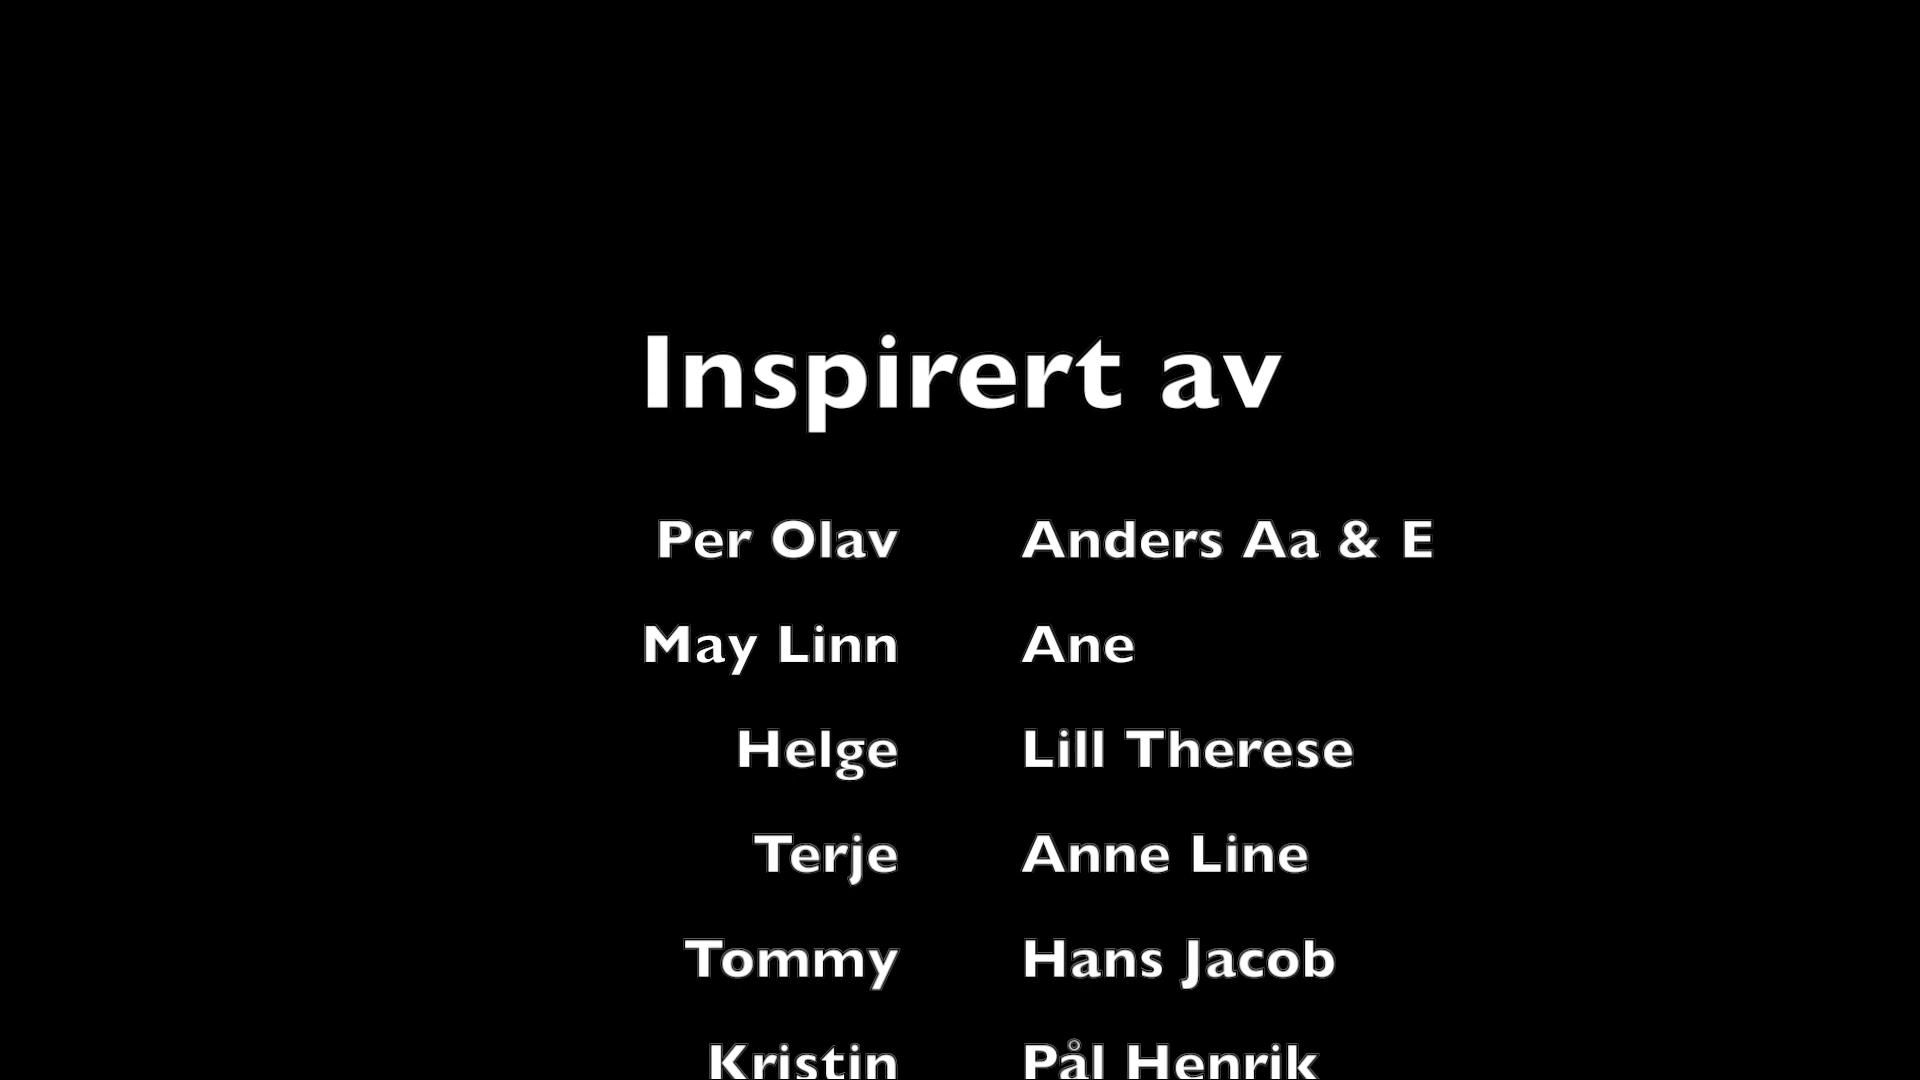 Inspirert av
Per Olav Anders Aa & E
May Linn Ane
Helge Lill Therese
Terje Anne Line
Tommy Hans Jacob
Kristin Pål Henrik